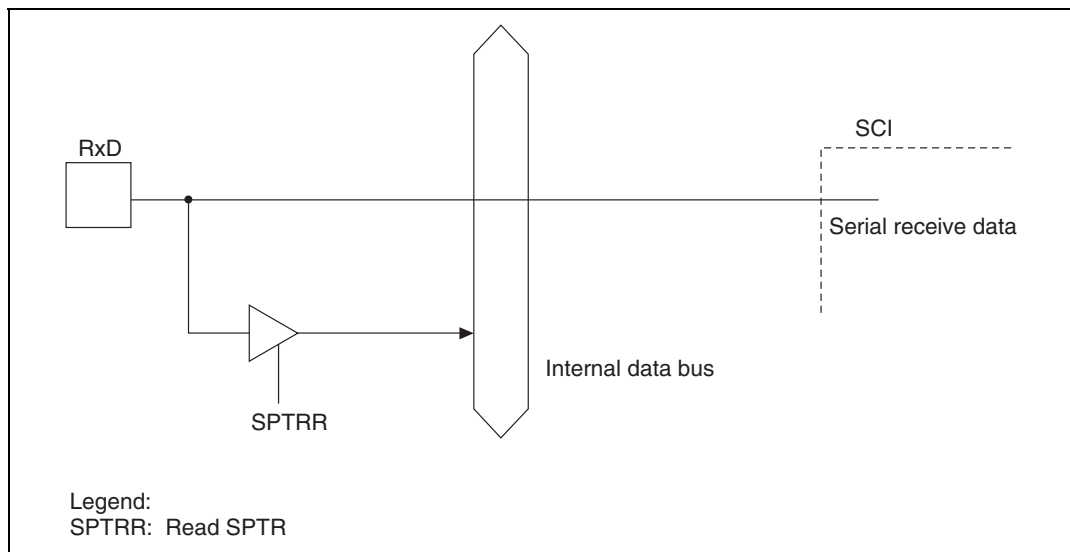 SCI
RxD
Serial receive data
Internal data bus
SPTRR
Legend:
SPTRR: Read SPTR